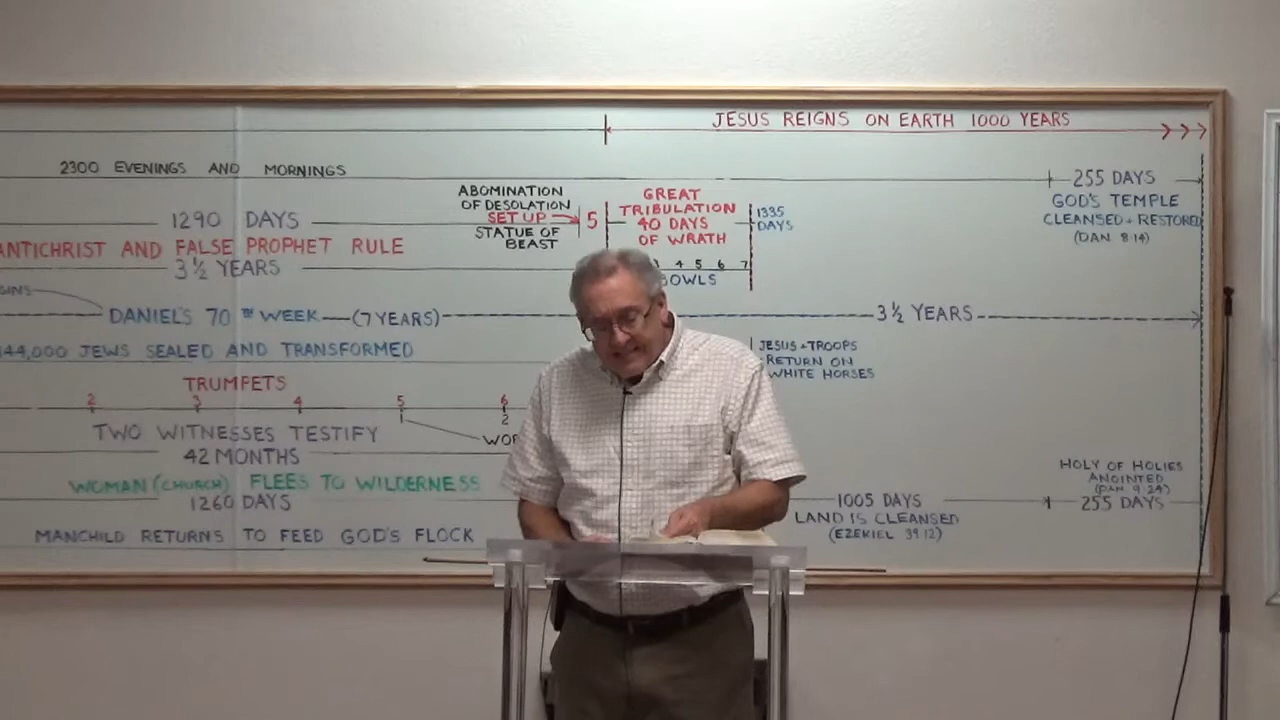 JESUS REIGNS ON EARTH 1000 YEARS
2300 EVENINGS AND MORNINGS
255 DAYS
GOD'S TEMPLE
CLEANSED + RESTORED
(DAN 8:14)
ABOMINATION
OF DESOLATION
SET UP
STATUE OF
BEAST
5
GREAT
TRIBULATION
40 DAYS
OF WRATH
1335
DAYS
1290 DAYS
ANTICHRIST AND FALSE PROPHET RULE
3½ YEARS
4 5 6 7
BOWLS
DANIEL'S 70TH WEEK (7 YEARS)
3½ YEARS
144,000 JEWS SEALED AND TRANSFORMED
JESUS + TROOPS
RETURN ON
WHITE HORSES
TRUMPETS
2 3 4 5 6
1 2
TWO WITNESSES TESTIFY
42 MONTHS
WOMAN (CHURCH) FLEES TO WILDERNESS
1260 DAYS
MANCHILD RETURNS TO FEED GOD'S FLOCK
1005 DAYS
LAND IS CLEANSED
(EZEKIEL 39:12)
HOLY OF HOLIES
ANOINTED
(DAN 9:24)
255 DAYS